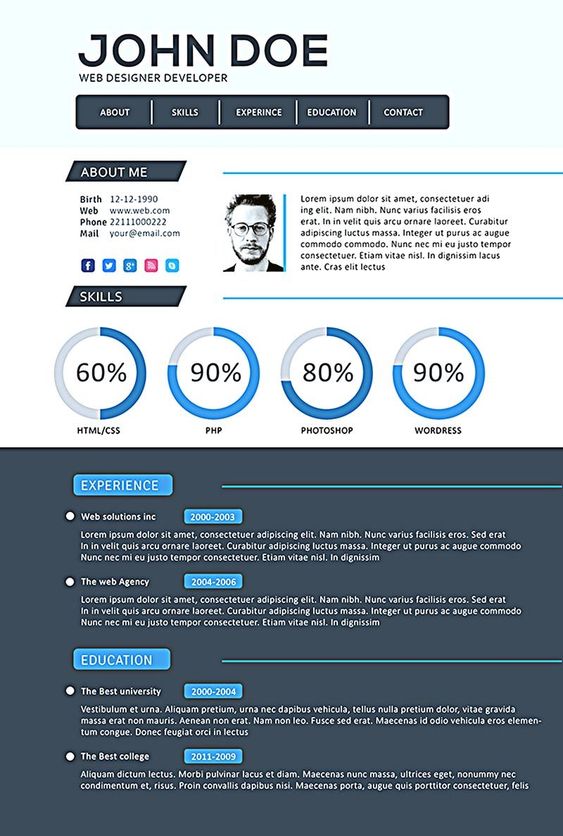 JOHN DOE
WEB DESIGNER DEVELOPER
ABOUT
SKILLS
EXPERINCE
EDUCATION
CONTACT
ABOUT ME
Birth 12-12-1990
Web www.web.com
Phone 22111000222
Mail your@email.com
Lorem ipsum dolor sit amet, consectetuer adi
ing elit. Nam nibh. Nunc varius facilisis eros
erat. In in velit quis arcu ornare laoreet. Curabitur
adipiscing luctus massa. Integer ut purus ac augue
commodo commodo. Nunc nec mi eu justo tempor
consectetuer. Etiam vitae nisl. In dignissim lacus
ante. Cras elit lectus
SKILLS
60%
90%
80%
90%
HTML/CSS
PHP
PHOTOSHOP
WORDRESS
EXPERIENCE
Web solutions inc 2000-2003
Lorem ipsum dolor sit amet, consectetuer adipiscing elit. Nam nibh. Nunc varius facilisis eros. Sed erat
In in velit quis arcu ornare laoreet. Curabitur adipiscing luctus massa. Integer ut purus ac augue commodo
commodo. Nunc nec mi eu justo tempor consectetuer. Etiam vitae nisl. In dignissim
The web Agency 2004-2006
Lorem ipsum dolor sit amet, consectetuer adipiscing elit. Nam nibh. Nunc varius facilisis eros. Sed erat
In in velit quis arcu ornare laoreet. Curabitur adipiscing luctus massa. Integer ut purus ac augue commodo
commodo. Nunc nec mi eu justo tempor consectetuer. Etiam vitae nisl. In dignissim
EDUCATION
The Best university 2000-2004
Vestibulum et urna. Aliquam pretium, urna nec dapibus vehicula, tellus nulla pretium dolor, vitae gravida
massa erat non mauris. Aenean non erat. Nam non leo. Fusce sed erat. Maecenas id odio vehicula eros elemen-
tum congue. Donec feugiat orci in lectus
The Best college 2011-2009
Aliquam dictum lectus. Morbi pulvinar lacus et diam. Maecenas nunc massa, ultrices eget, nonummy nec
condimentum et, risus. Proin convallis dapibus nisl. Nunc porta, augue quis porttitor consectetuer, felis